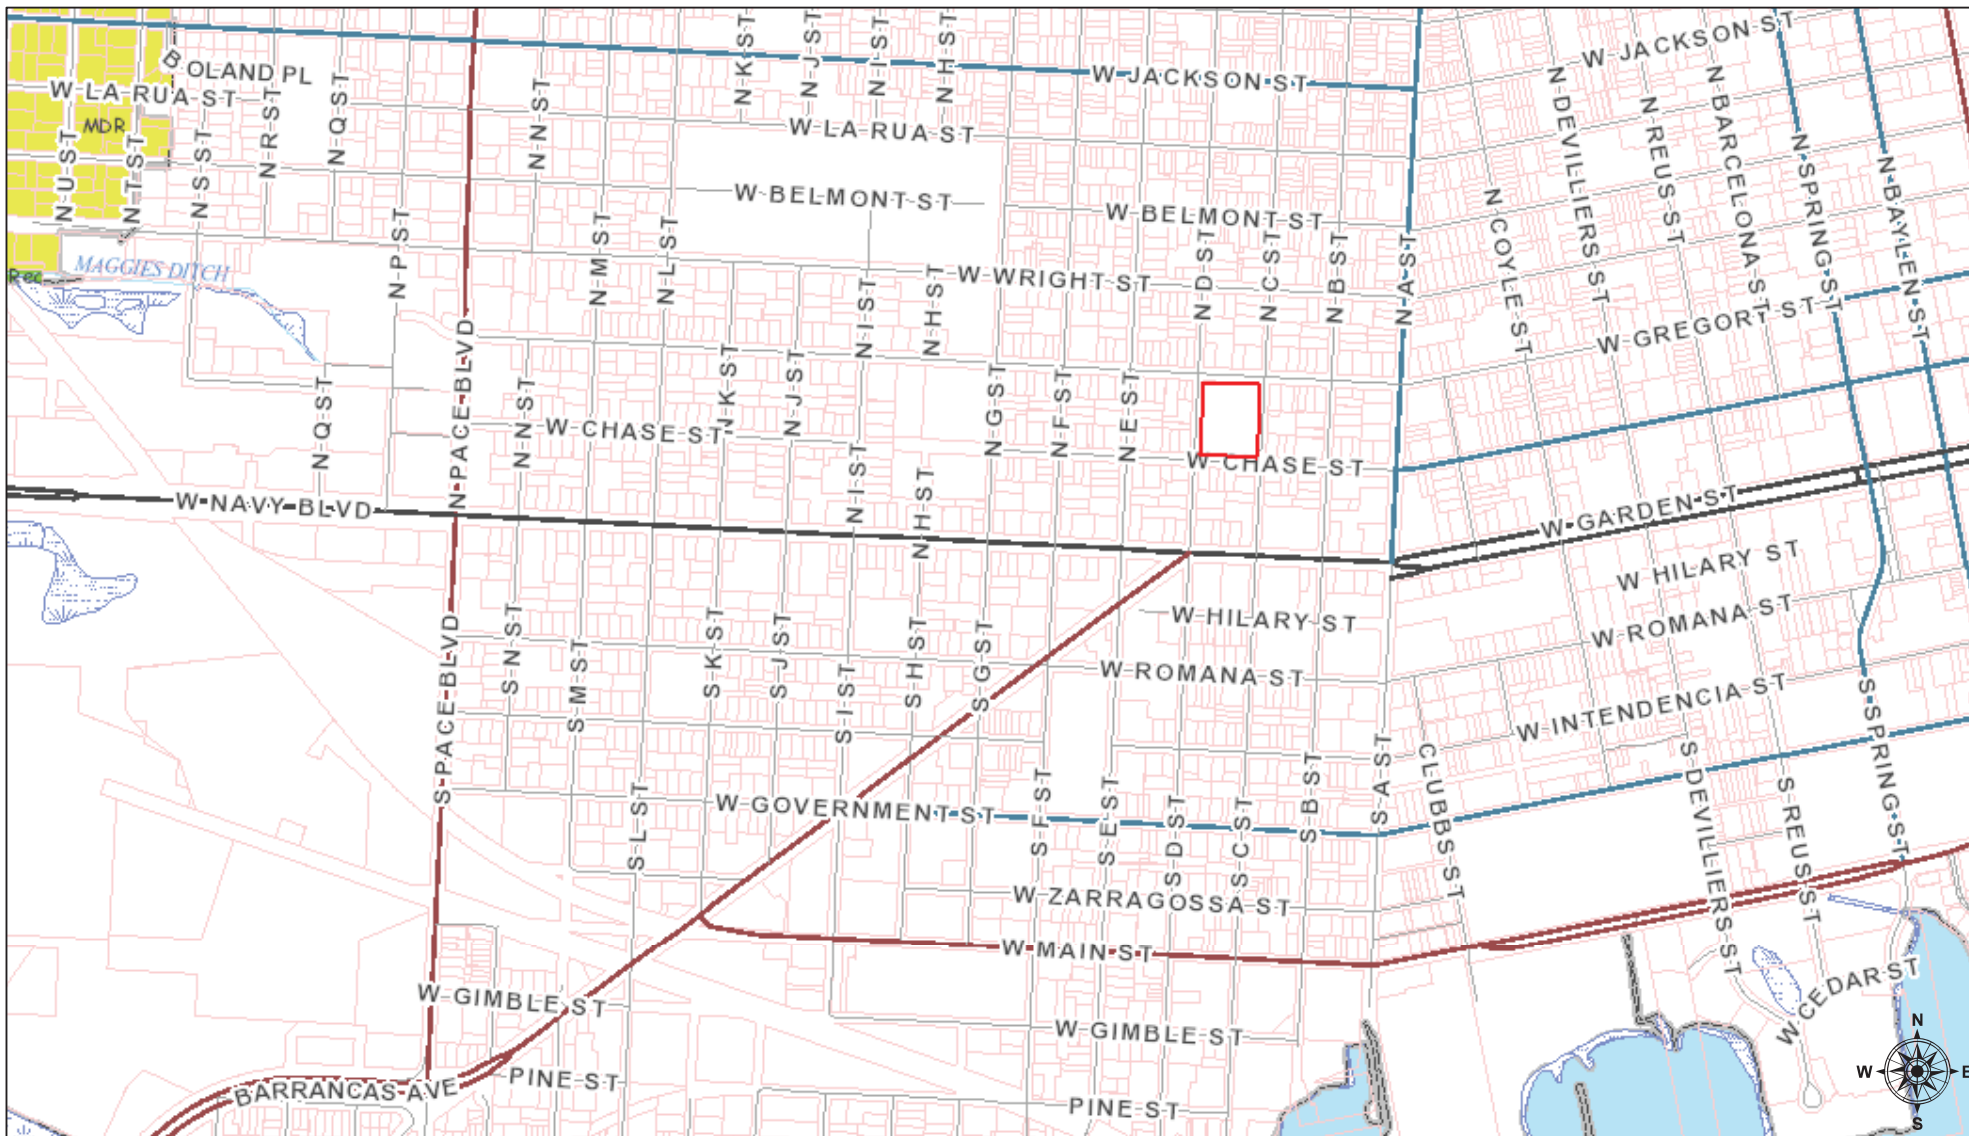 W JACKSON ST
B OLAND PL
N K ST
N J ST
N I ST
N H ST
W JACKSON ST
W LA RUA ST
MDR
N U ST
N T ST
N S ST
N R ST
N Q ST
N N ST
W LA RUA ST
N DEVILLIERS ST
N REUS ST
N BARCELONA ST
N SPRING ST
N BAYLEN ST
W BELMONT ST
W BELMONT ST
N COYLE ST
N P ST
N M ST
N L ST
N D ST
N C ST
N B ST
N A ST
Rec
MAGGIES DITCH
W WRIGHT ST
N I ST
N H ST
W GREGORT ST
N PACE BLVD
N Q ST
N N ST
W CHASE ST
N K ST
N J ST
N G ST
N F ST
N E ST
W CHASE ST
N I ST
N H ST
W NAVY BLVD
W GARDEN ST
W HILARY ST
W HILARY ST
W ROMANA ST
S PACE BLVD
S N ST
S M ST
S K ST
S J ST
S I ST
S H ST
S G ST
W ROMANA ST
W INTENDENCIA ST
S SPRING ST
CLUBBS ST
S DEVILLIERS ST
S REUS ST
S L ST
W GOVERNMENT ST
S F ST
S E ST
S D ST
S C ST
S B ST
S A ST
W ZARRAGOSSA ST
W MAIN ST
W GIMBLE ST
W GIMBLE ST
W CEDAR ST
BARRANCAS AVE
PINE ST
PINE ST
N
W E
S